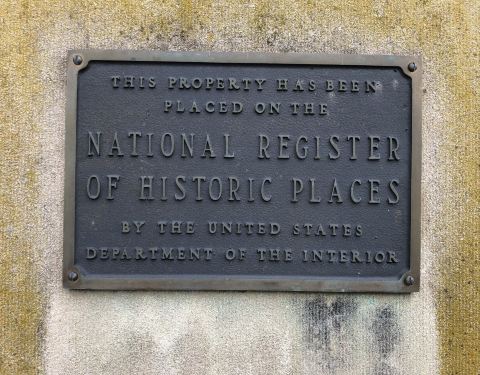 THIS PROPERTY HAS BEEN
PLACED ON THE
NATIONAL REGISTER
OF HISTORIC PLACES
BY THE UNITED STATES
DEPARTMENT OF THE INTERIOR